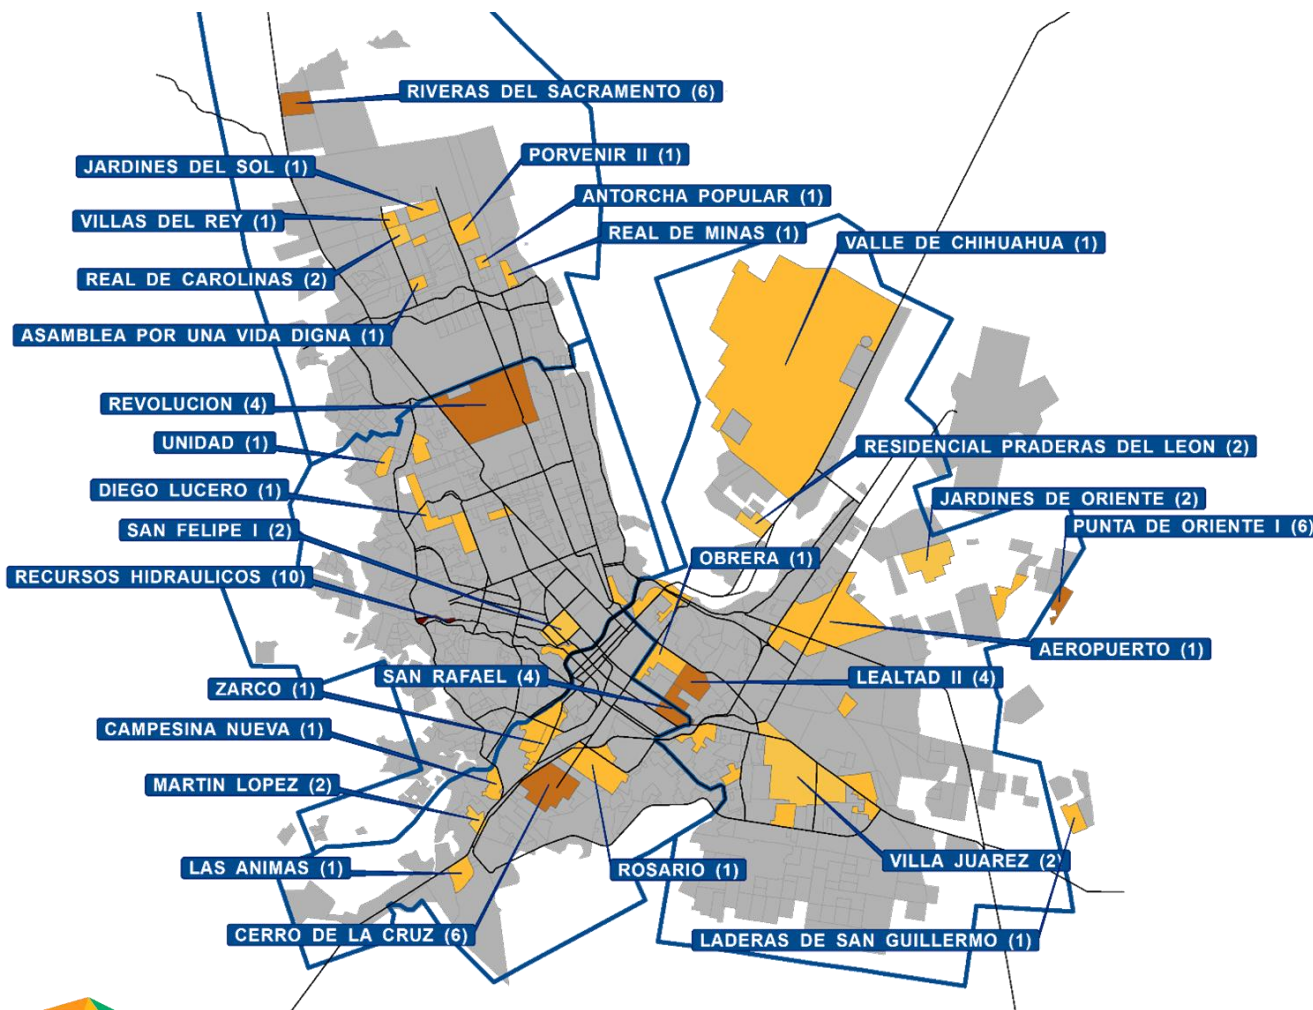 RIVERAS DEL SACRAMENTO (6)
PORVENIR II (1)
JARDINES DEL SOL (1)
ANTORCHA POPULAR (1)
VILLAS DEL REY (1)
REAL DE MINAS (1)
VALLE DE CHIHUAHUA (1)
REAL DE CAROLINAS (2)
ASAMBLEA POR UNA VIDA DIGNA (1)
REVOLUCION (4)
UNIDAD (1)
RESIDENCIAL PRADERAS DEL LEON (2)
DIEGO LUCERO (1)
JARDINES DE ORIENTE (2)
SAN FELIPE I (2)
PUNTA DE ORIENTE I (6)
OBRERA (1)
RECURSOS HIDRAULICOS (10)
AEROPUERTO (1)
SAN RAFAEL (4)
LEALTAD II (4)
ZARCO (1)
CAMPESINA NUEVA (1)
MARTIN LOPEZ (2)
VILLA JUAREZ (2)
LAS ANIMAS (1)
ROSARIO (1)
CERRO DE LA CRUZ (6)
LADERAS DE SAN GUILLERMO (1)